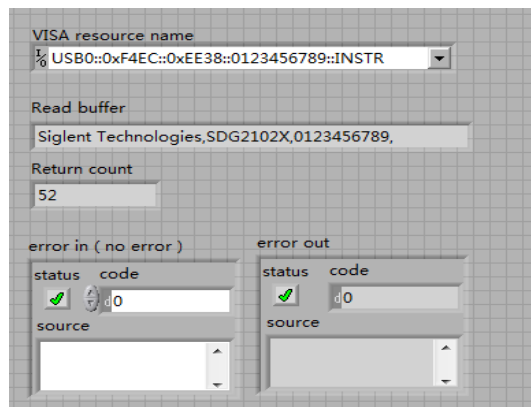 VISA resource name
I/O USB0::0xF4EC::0xEE38::0123456789::INSTR
Read buffer
Siglent Technologies,SDG2102X,0123456789,
Return count
52
error in ( no error )
error out
status code
d 0
source
status code
d 0
source